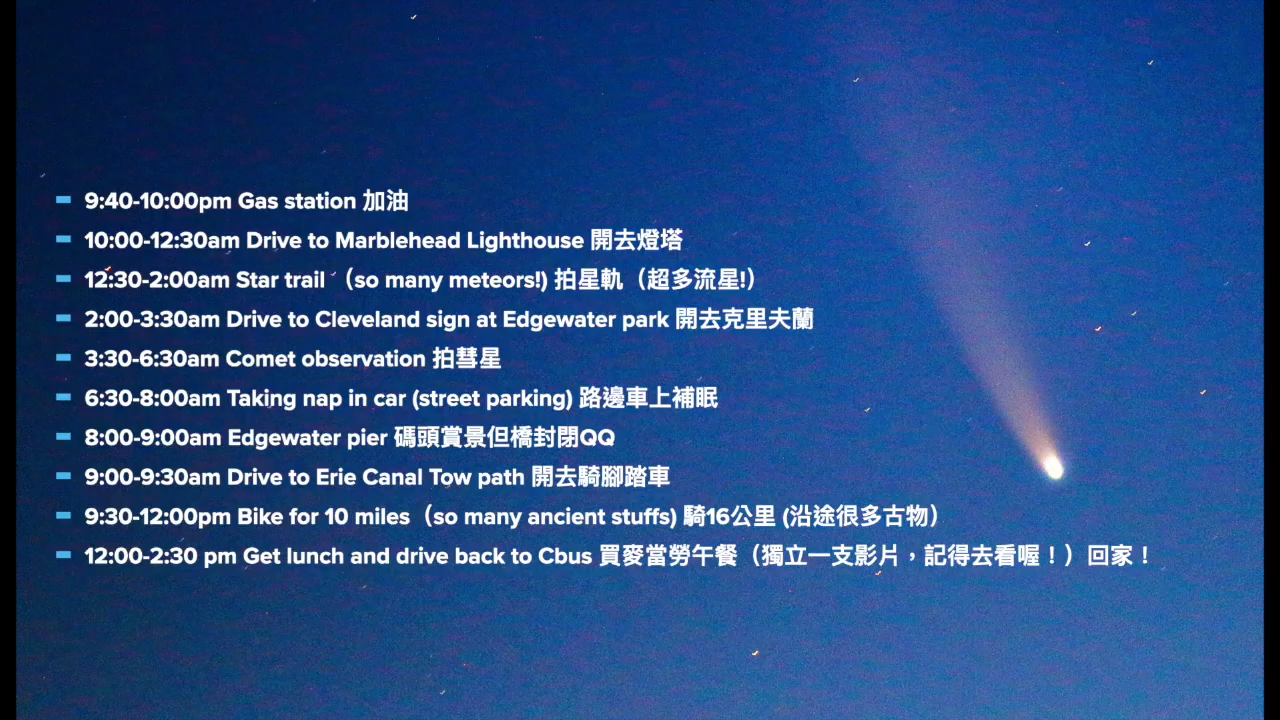 9:40-10:00pm Gas station 加油
10:00-12:30am Drive to Marblehead Lighthouse 開去燈塔
12:30-2:00am Star trail （so many meteors!) 拍星軌（超多流星!）
2:00-3:30am Drive to Cleveland sign at Edgewater park 開去克里夫蘭
3:30-6:30am Comet observation 拍彗星
6:30-8:00am Taking nap in car (street parking) 路邊車上補眠
8:00-9:00am Edgewater pier 碼頭賞景但橋封閉QQ
9:00-9:30am Drive to Erie Canal Tow path 開去騎腳踏車
9:30-12:00pm Bike for 10 miles（so many ancient stuffs) 騎16公里 (沿途很多古物）
12:00-2:30 pm Get lunch and drive back to Cbus 買麥當勞午餐（獨立一支影片，記得去看喔！）回家！